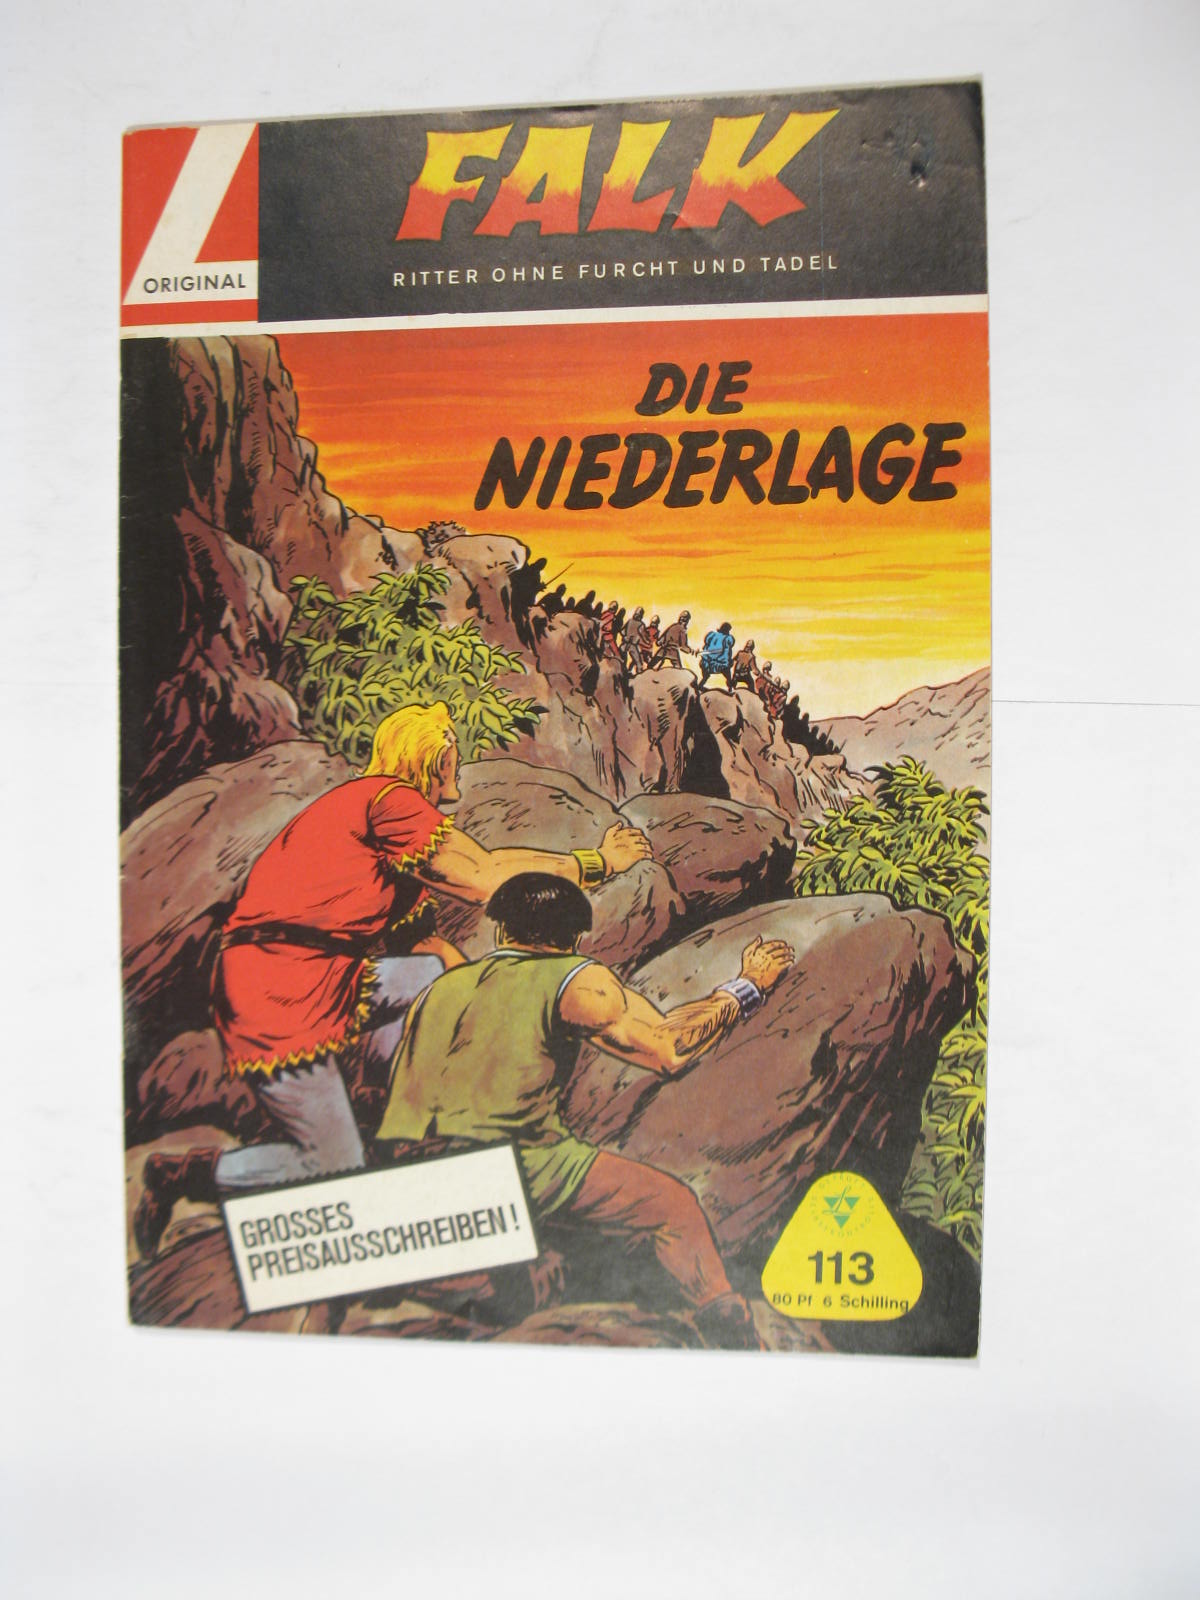 L
ORIGINAL
FALK
RITTER OHNE FURCHT UND TADEL
DIE
NIEDERLAGE
GROSSES
PREISAUSSCHREIBEN!
113
80 Pf 6 Schilling